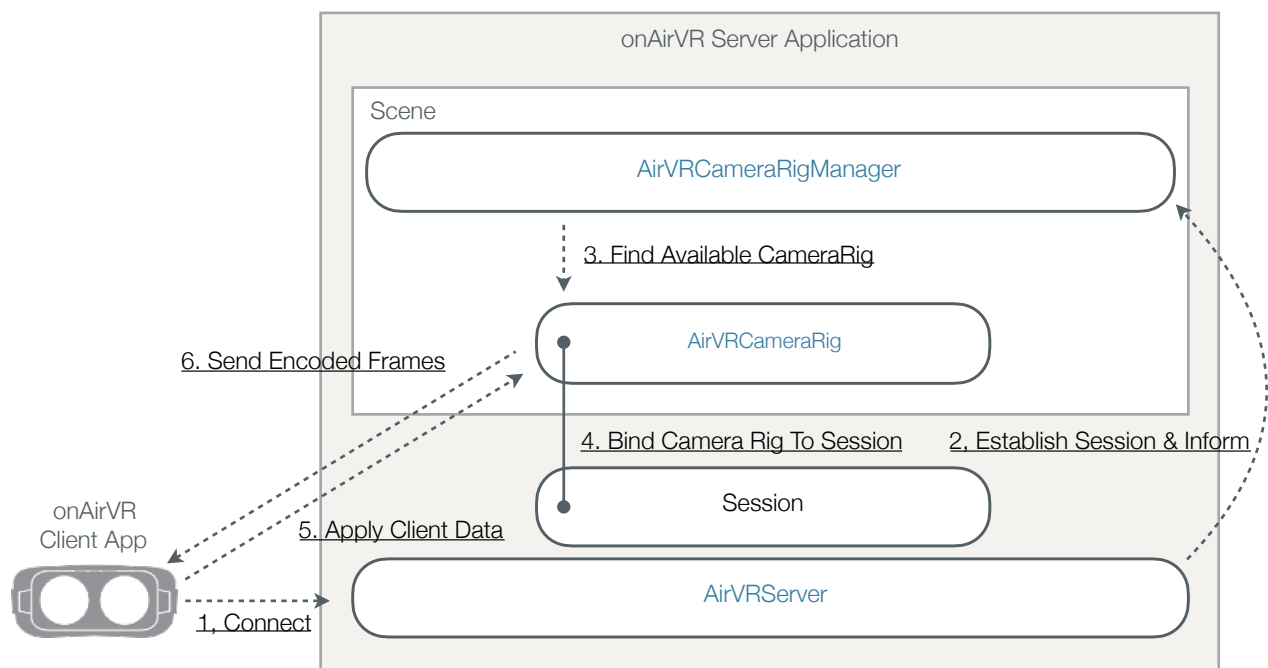 onAirVR Server Application
Scene
AirVRCameraRigManager
3. Find Available CameraRig
AirVRCameraRig
6. Send Encoded Frames
4. Bind Camera Rig To Session
2, Establish Session & Inform
Session
onAirVR
Client App
5. Apply Client Data
AirVRServer
1, Connect